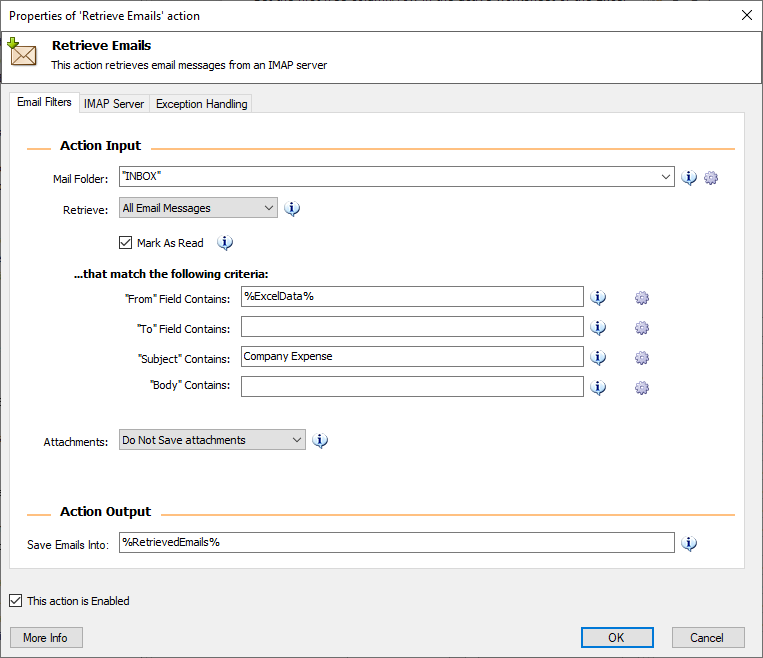 Properties of 'Retrieve Emails' action
Retrieve Emails
This action retrieves email messages from an IMAP server
Email Filters IMAP Server Exception Handling
Action Input
Mail Folder: "INBOX"
Retrieve: All Email Messages
Mark As Read
...that match the following criteria:
"From" Field Contains: %ExcelData%
"To" Field Contains:
"Subject" Contains: Company Expense
"Body" Contains:
Attachments: Do Not Save attachments
Action Output
Save Emails Into: %RetrievedEmails%
This action is Enabled
More Info OK Cancel